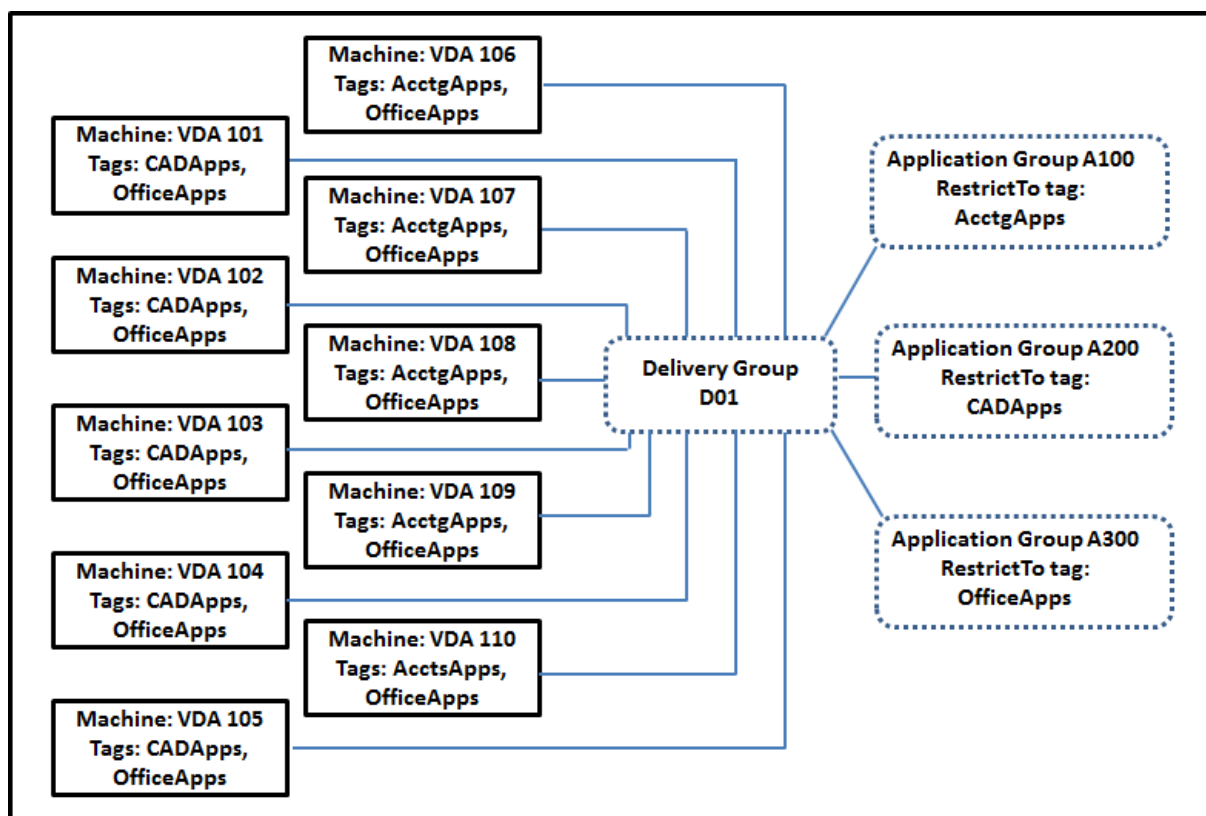 Machine: VDA 106
Tags: AcctgApps,
OfficeApps
Machine: VDA 101
Tags: CADApps,
OfficeApps
Machine: VDA 107
Tags: AcctgApps,
OfficeApps
Machine: VDA 102
Tags: CADApps,
OfficeApps
Machine: VDA 108
Tags: AcctgApps,
OfficeApps
Machine: VDA 103
Tags: CADApps,
OfficeApps
Machine: VDA 109
Tags: AcctgApps,
OfficeApps
Machine: VDA 104
Tags: CADApps,
OfficeApps
Machine: VDA 110
Tags: AcctsApps,
OfficeApps
Machine: VDA 105
Tags: CADApps,
OfficeApps
Delivery Group
D01
Application Group A100
RestrictTo tag:
AcctgApps
Application Group A200
RestrictTo tag:
CADApps
Application Group A300
RestrictTo tag:
OfficeApps